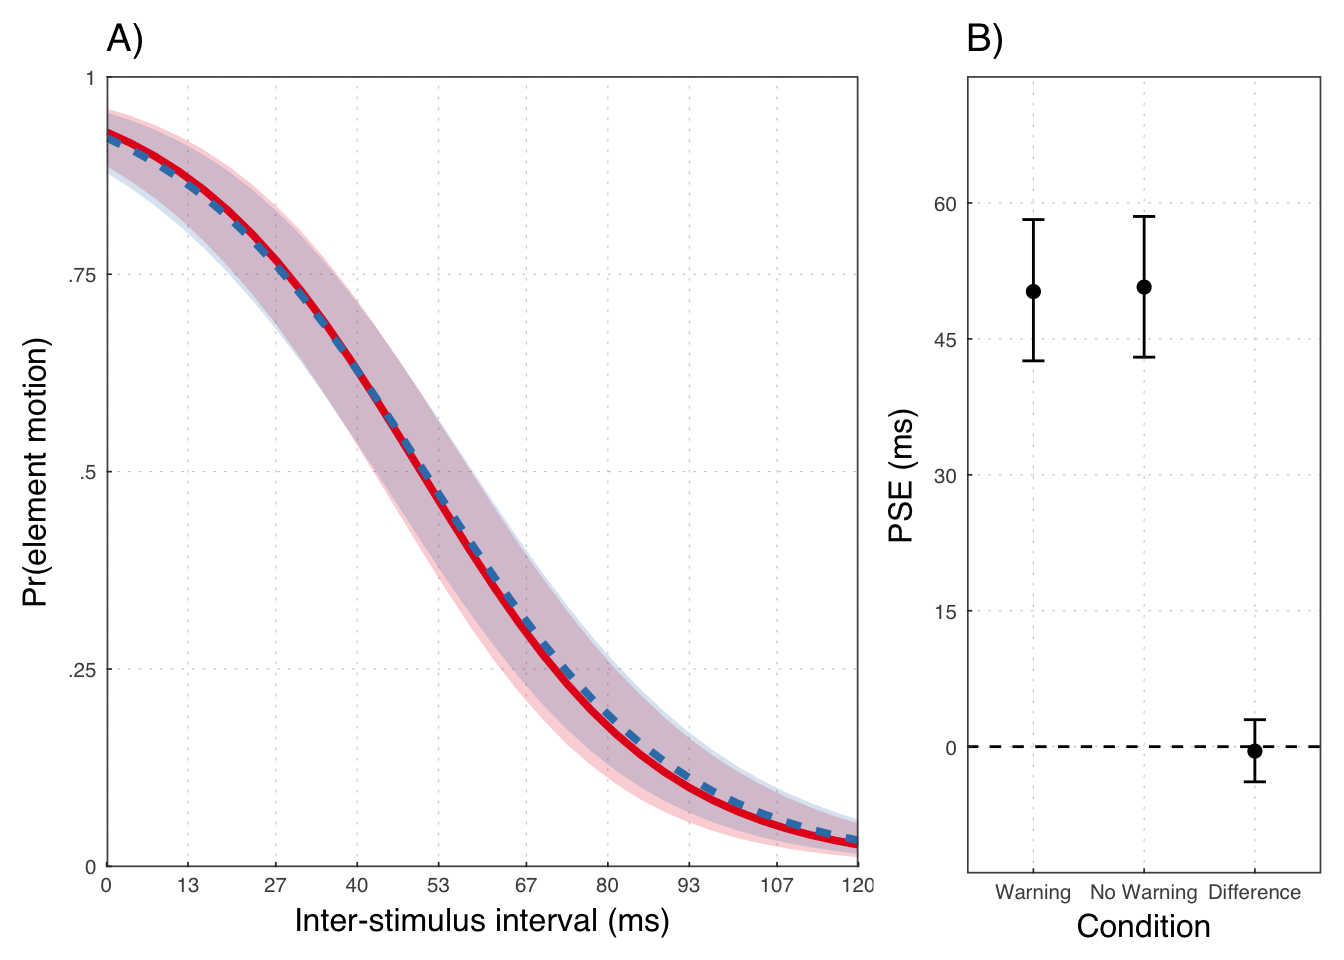 A)
Pr(element motion)
1
.75
.5
.25
0
0 13 27 40 53 67 80 93 107 120
Inter-stimulus interval (ms)
B)
PSE (ms)
60
45
30
15
0
Warning No Warning Difference
Condition